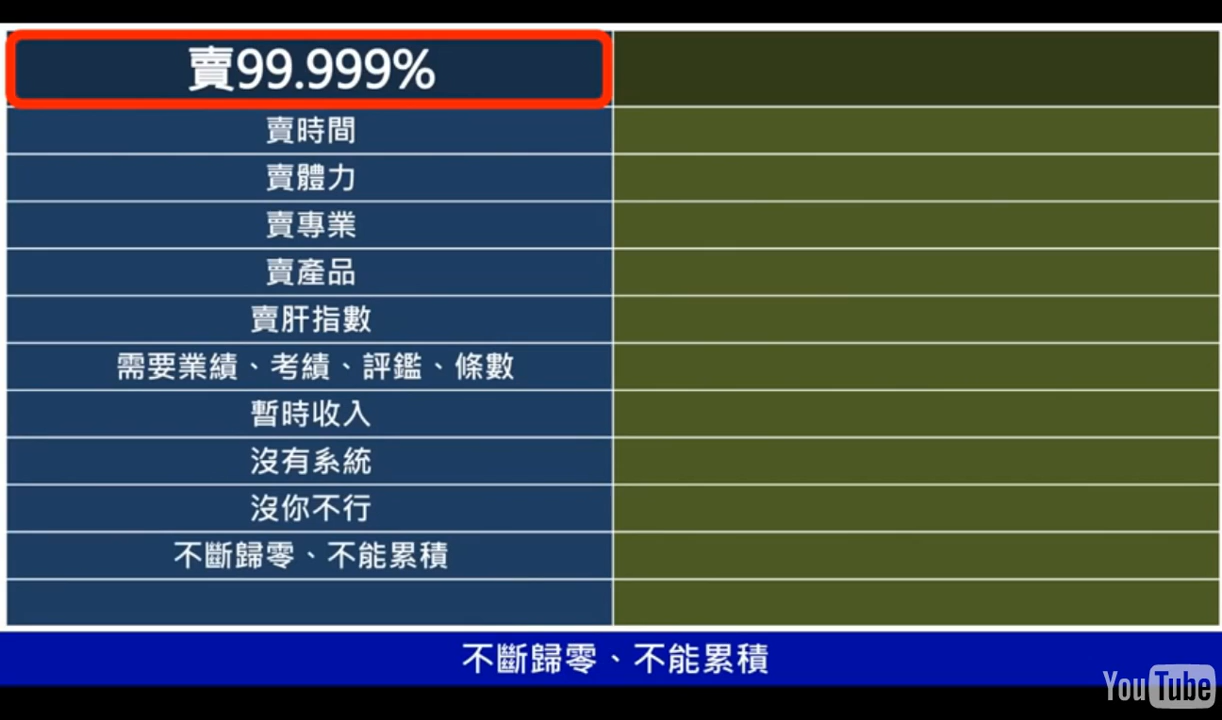 賣99.999%
賣時間
賣體力
賣專業
賣產品
賣肝指數
需要業績、考績、評鑑、條數
暫時收入
沒有系統
沒你不行
不斷歸零、不能累積
不斷歸零、不能累積
YouTube